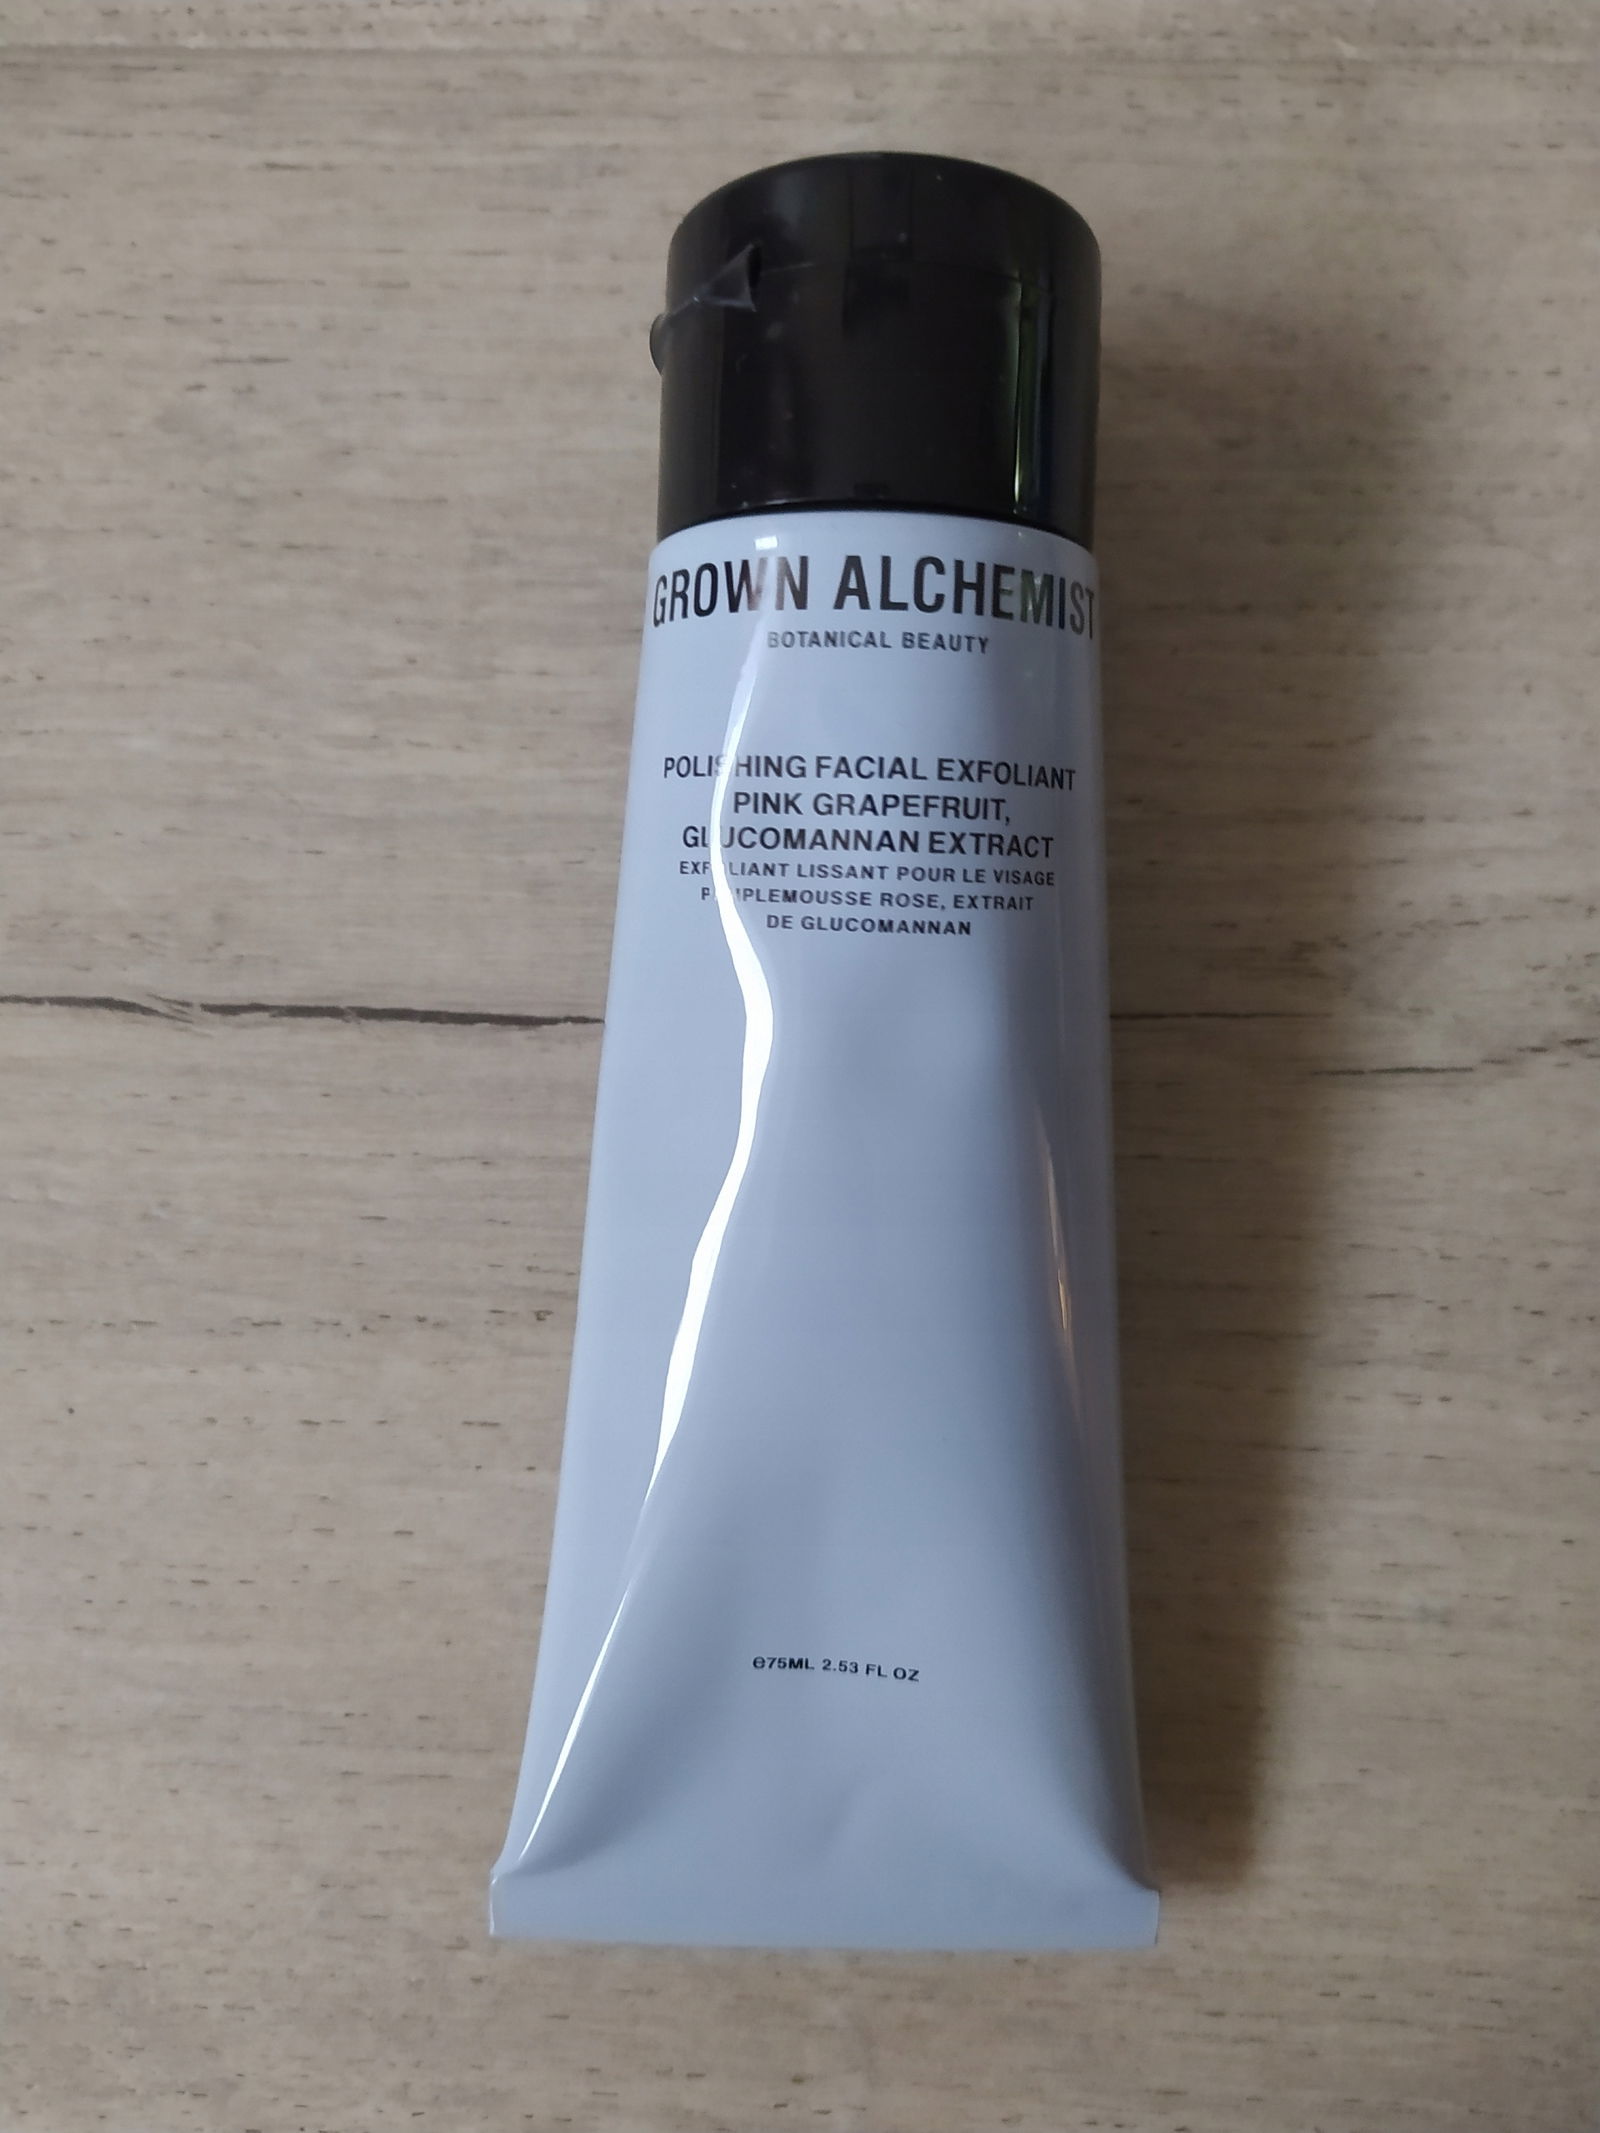 GROWN ALCHEMIST
BOTANICAL BEAUTY
POLISHING FACIAL EXFOLIANT
PINK GRAPEFRUIT,
GLUCOMANNAN EXTRACT
EXFOLIANT LISSANT POUR LE VISAGE
PAMPLEMOUSSE ROSE, EXTRAIT
DE GLUCOMANNAN
℮75ML 2.53 FL OZ